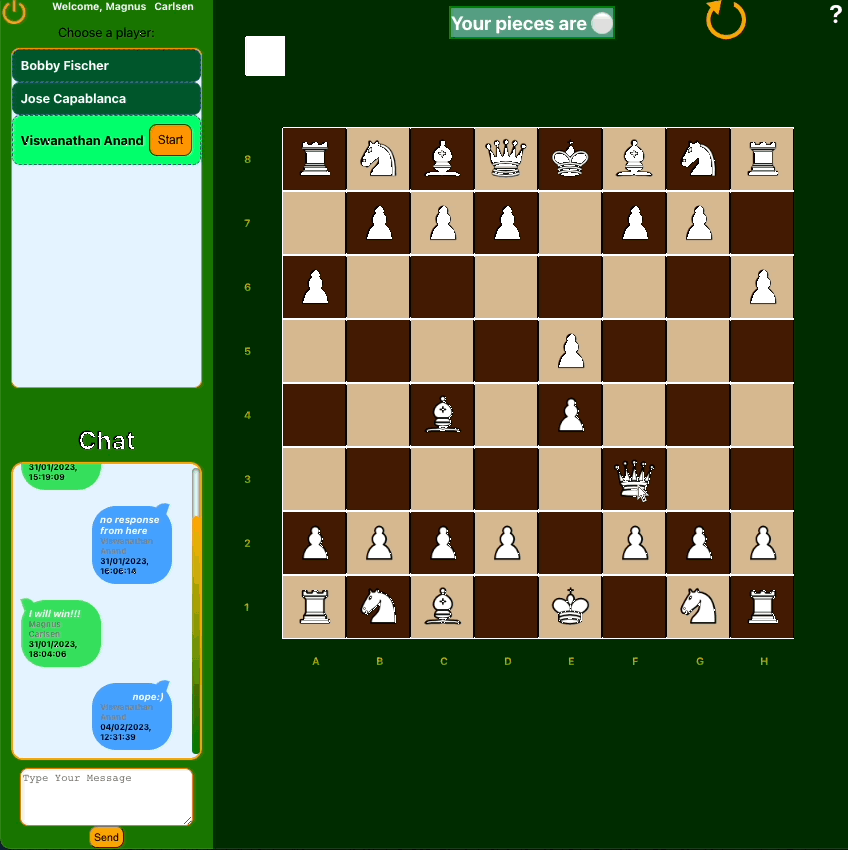 Welcome, Magnus Carlsen
Choose a player:
Bobby Fischer
Jose Capablanca
Viswanathan Anand
Start
Chat
31/01/2023,
15:19:09
no response
from here
Viswanathan
Anand
31/01/2023,
16:06:14
I will win!!!
Magnus
Carlsen
31/01/2023,
18:04:06
nope:)
Viswanathan
Anand
04/02/2023,
12:31:39
Type Your Message
Send
Your pieces are
?
8
7
6
5
4
3
2
1
A B C D E F G H